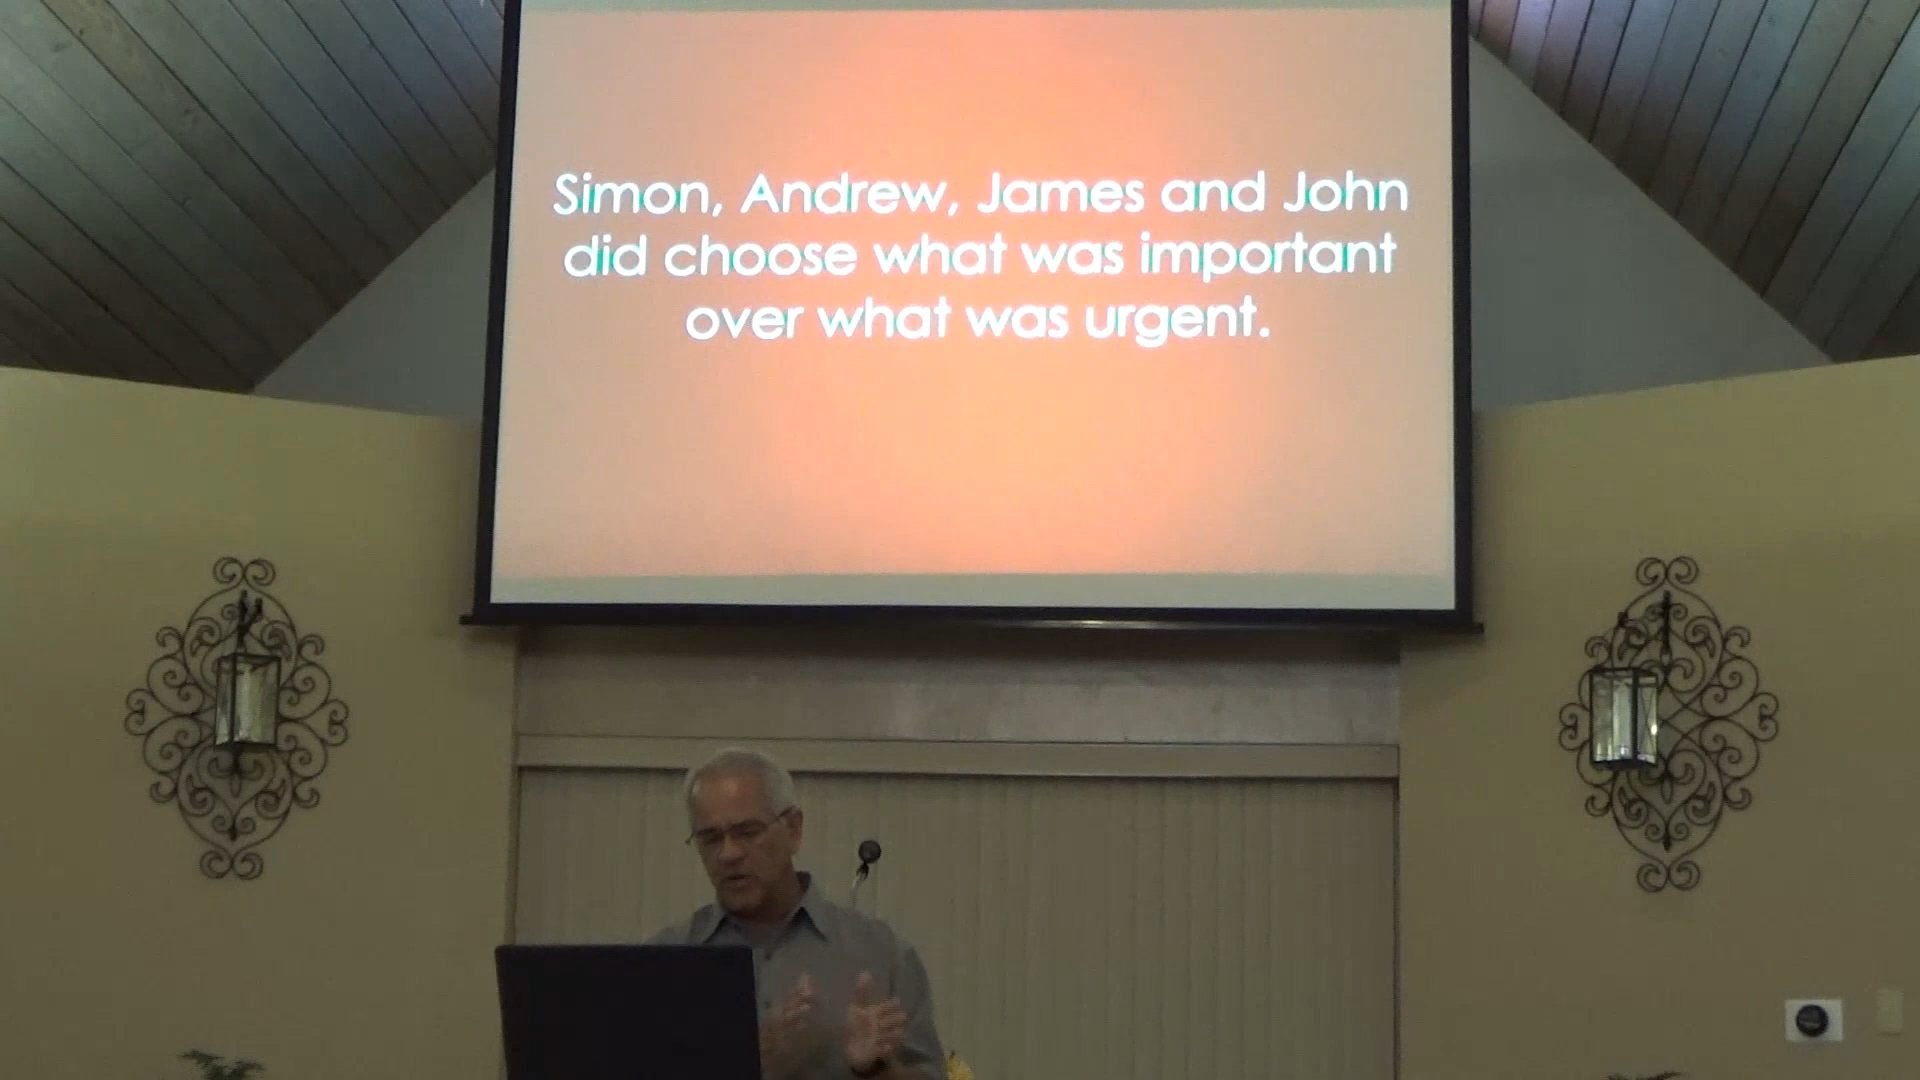 Simon, Andrew, James and John
did choose what was important
over what was urgent.